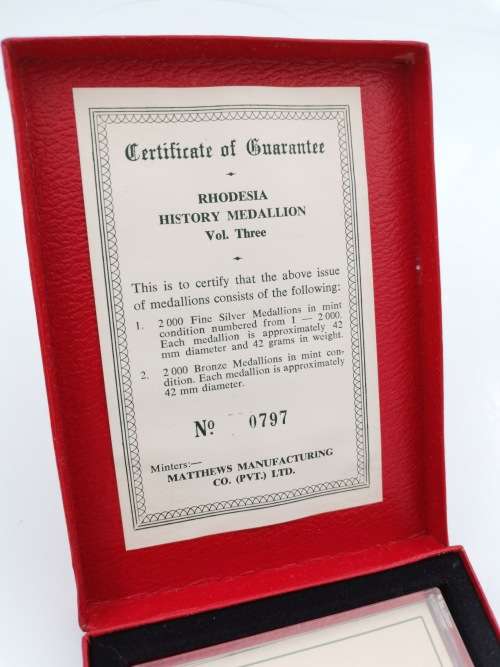 Certificate of Guarantee
RHODESIA
HISTORY MEDALLION
Vol. Three
This is to certify that the above issue
of medallions consists of the following:
1. 2 000 Fine Silver Medallions in mint
condition numbered from 1 — 2 000.
Each medallion is approximately 42
mm diameter and 42 grams in weight.
2. 2 000 Bronze Medallions in mint con-
dition. Each medallion is approximately
42 mm diameter.
No 0797
Minters:—
MATTHEWS MANUFACTURING
CO. (PVT.) LTD.